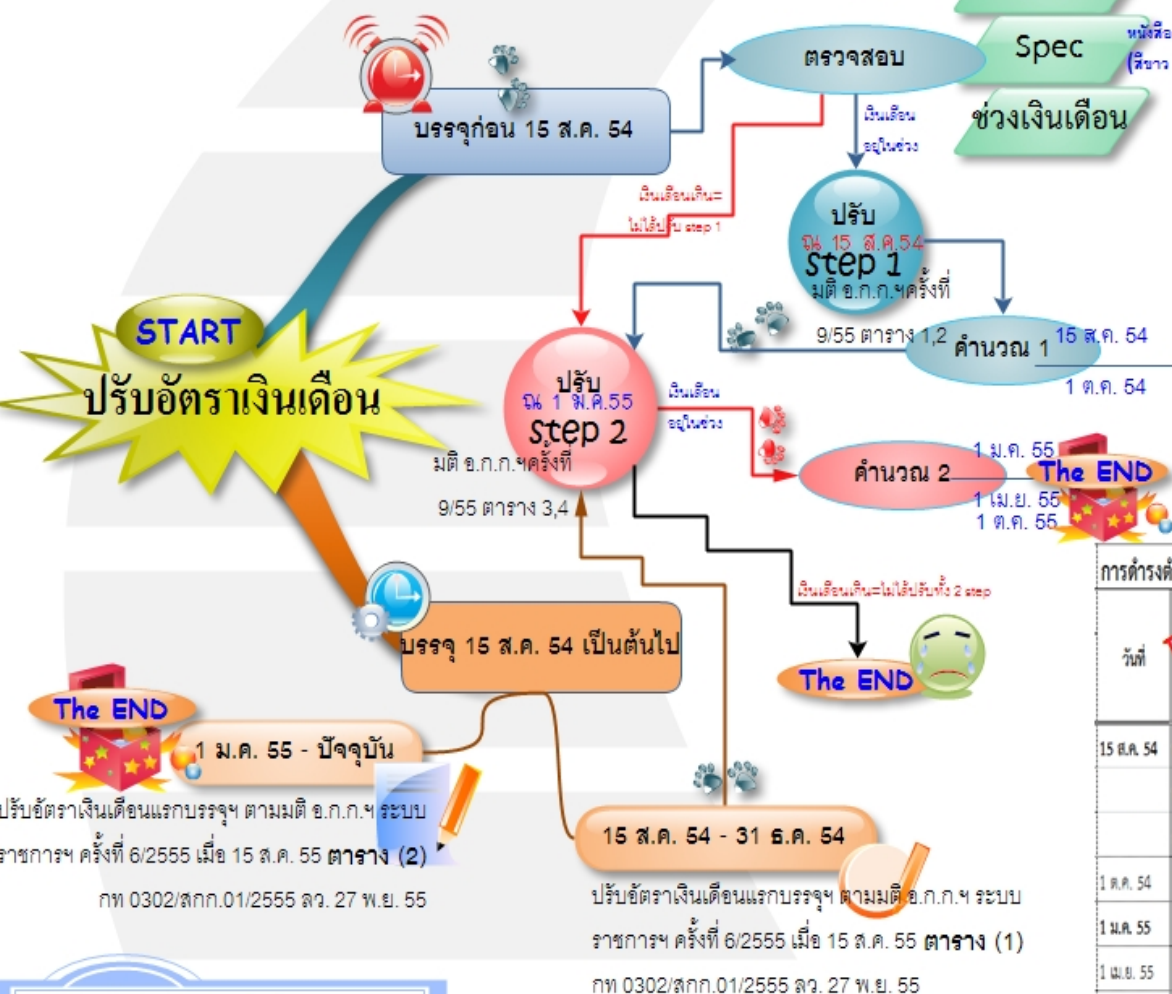 ตรวจสอบ
Spec
หนังสือ
(สีขาว
ช่วงเงินเดือน
บรรจุก่อน 15 ส.ค. 54
เงินเดือน
อยู่ในช่วง
เงินเดือนเกิน=
ไม่ได้ปรับ step 1
ปรับ
ณ 15 ส.ค.54
step 1
มติ อ.ก.ก.ฯครั้งที่
9/55 ตาราง 1,2
คำนวณ 1
15 ส.ค. 54
1 ต.ค. 54
START
ปรับอัตราเงินเดือน
ปรับ
ณ 1 ม.ค.55
step 2
มติ อ.ก.ก.ฯครั้งที่
9/55 ตาราง 3,4
เงินเดือน
อยู่ในช่วง
คำนวณ 2
1 ม.ค. 55
1 เม.ย. 55
1 ต.ค. 55
The END
เงินเดือนเกิน=ไม่ได้ปรับทั้ง 2 step
The END
บรรจุ 15 ส.ค. 54 เป็นต้นไป
The END
1 ม.ค. 55 - ปัจจุบัน
ปรับอัตราเงินเดือนแรกบรรจุฯ ตามมติ อ.ก.ก.ฯ ระบบ
ราชการฯ ครั้งที่ 6/2555 เมื่อ 15 ส.ค. 55 ตาราง (2)
กท 0302/สกก.01/2555 ลว. 27 พ.ย. 55
15 ส.ค. 54 - 31 ธ.ค. 54
ปรับอัตราเงินเดือนแรกบรรจุฯ ตามมติ อ.ก.ก.ฯ ระบบ
ราชการฯ ครั้งที่ 6/2555 เมื่อ 15 ส.ค. 55 ตาราง (1)
กท 0302/สกก.01/2555 ลว. 27 พ.ย. 55
การดำรงตำ
วันที่
15 ส.ค. 54
1 ต.ค. 54
1 ม.ค. 55
1 เม.ย. 55